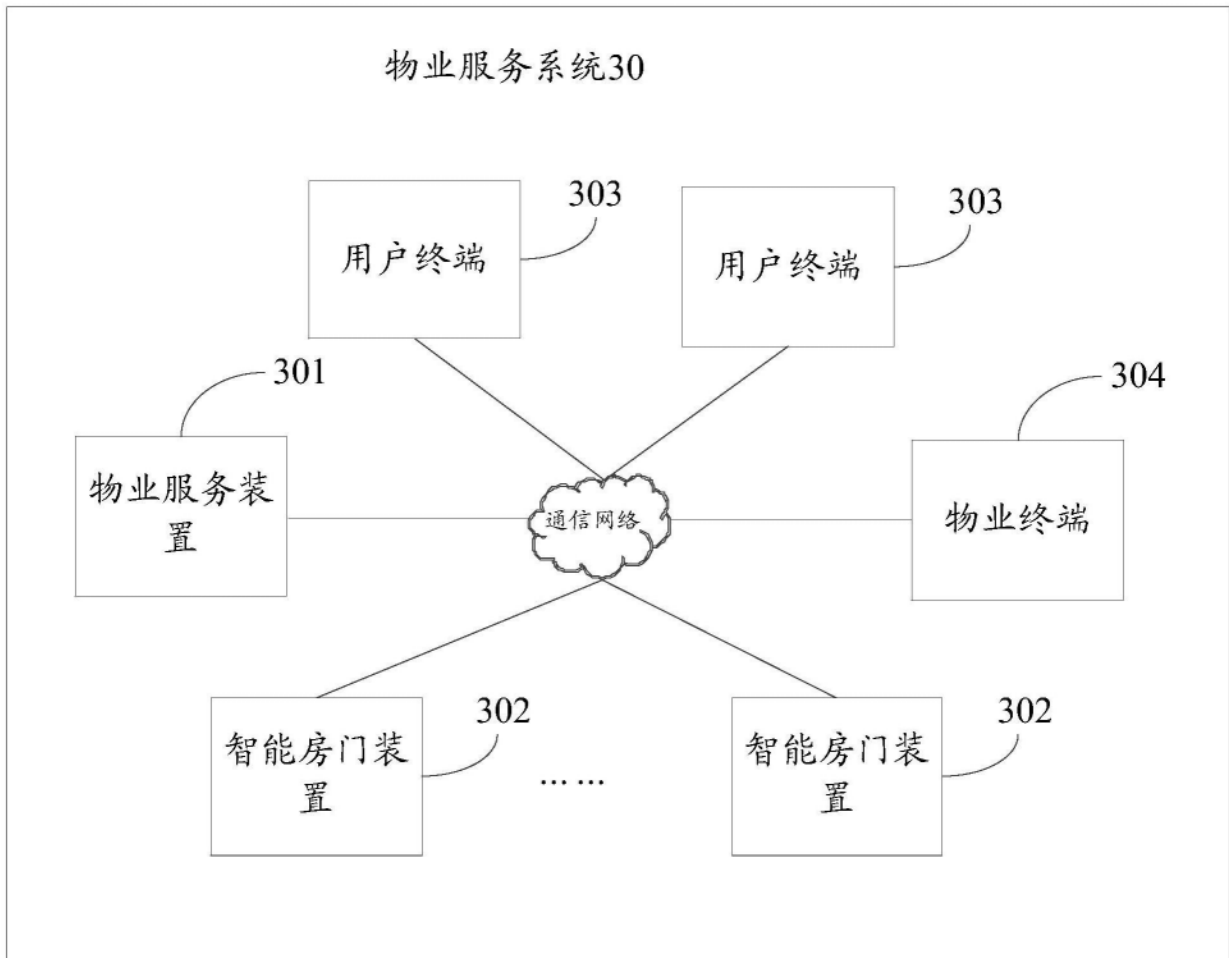 物业服务系统30
303
用户终端
303
用户终端
301
物业服务装
置
通信网络
304
物业终端
302
智能房门装
置
……
302
智能房门装
置